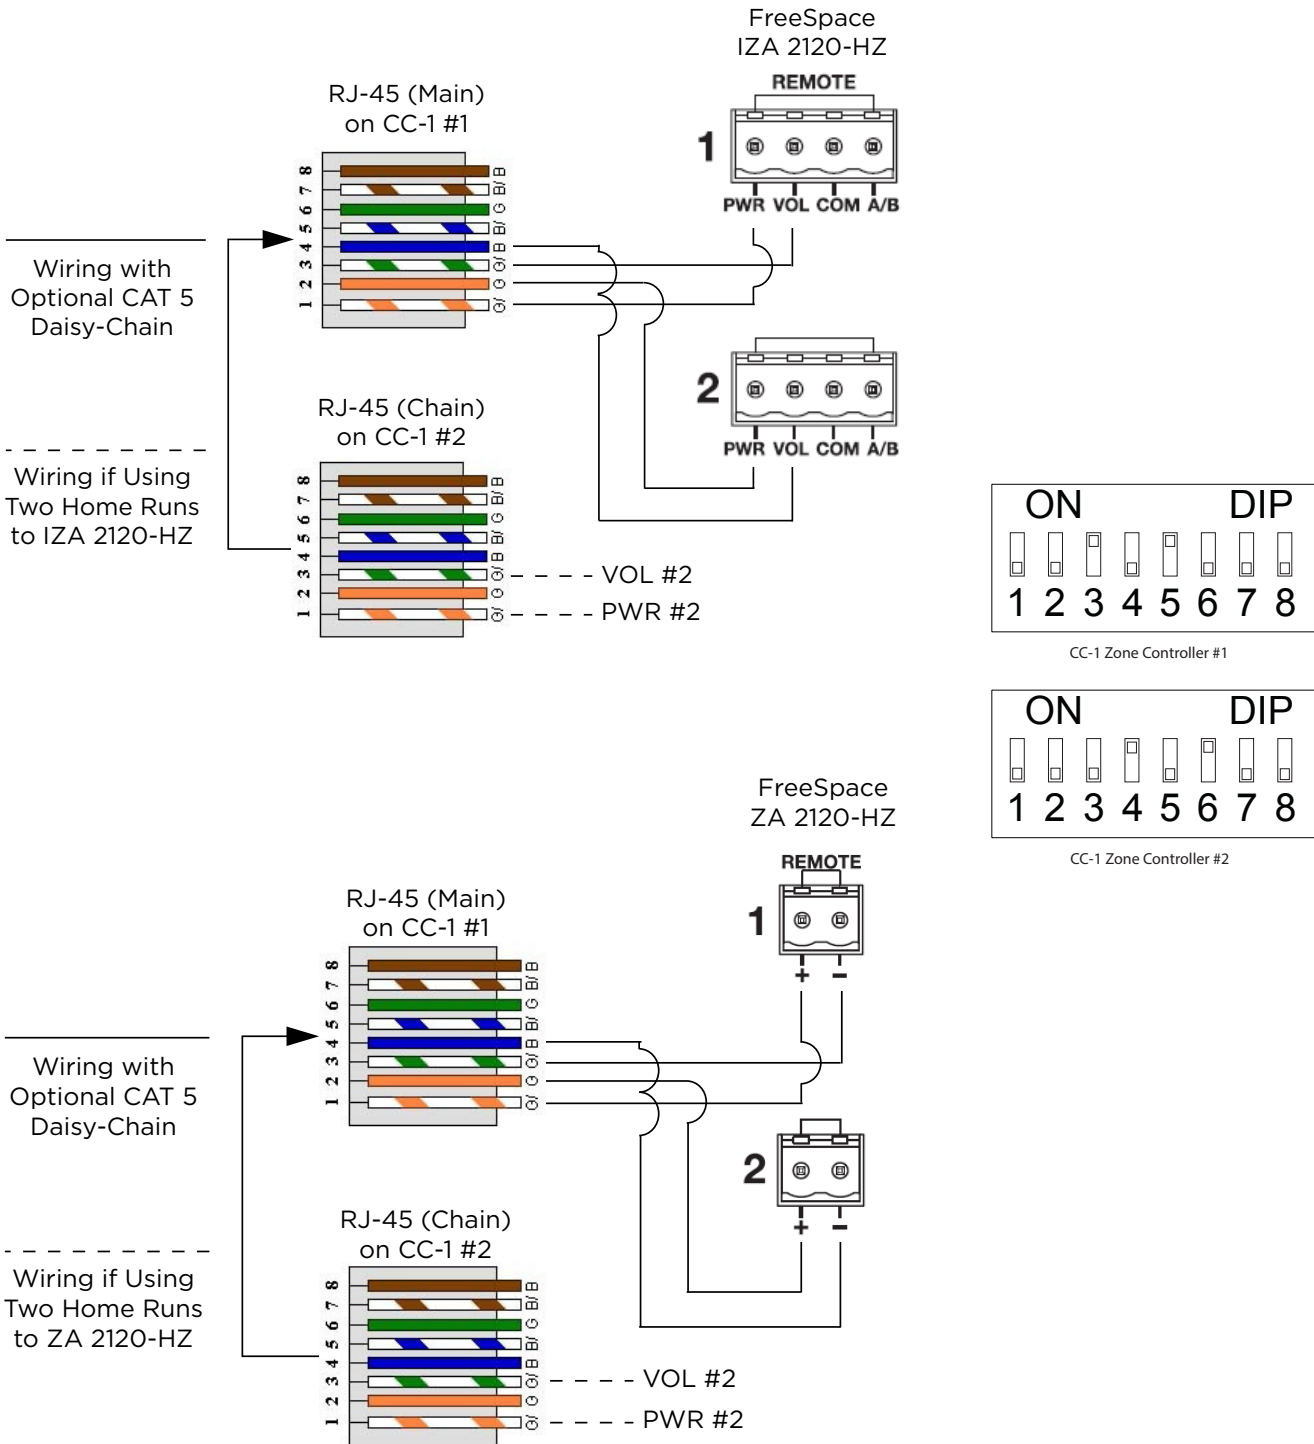 FreeSpace
IZA 2120-HZ
REMOTE
1
PWR VOL COM A/B
RJ-45 (Main)
on CC-1 #1
8 B
7 B/
6 G
5 B/
4 B
3 G/
2 O
1 O/
Wiring with
Optional CAT 5
Daisy-Chain
2
PWR VOL COM A/B
RJ-45 (Chain)
on CC-1 #2
8 B
7 B/
6 G
5 B/
4 B
3 G/
2 O
1 O/
VOL #2
PWR #2
Wiring if Using
Two Home Runs
to IZA 2120-HZ
ON DIP
1 2 3 4 5 6 7 8
CC-1 Zone Controller #1
ON DIP
1 2 3 4 5 6 7 8
CC-1 Zone Controller #2
FreeSpace
ZA 2120-HZ
REMOTE
1
+ −
RJ-45 (Main)
on CC-1 #1
8 B
7 B/
6 G
5 B/
4 B
3 G/
2 O
1 O/
Wiring with
Optional CAT 5
Daisy-Chain
2
+ −
RJ-45 (Chain)
on CC-1 #2
8 B
7 B/
6 G
5 B/
4 B
3 G/
2 O
1 O/
VOL #2
PWR #2
Wiring if Using
Two Home Runs
to ZA 2120-HZ